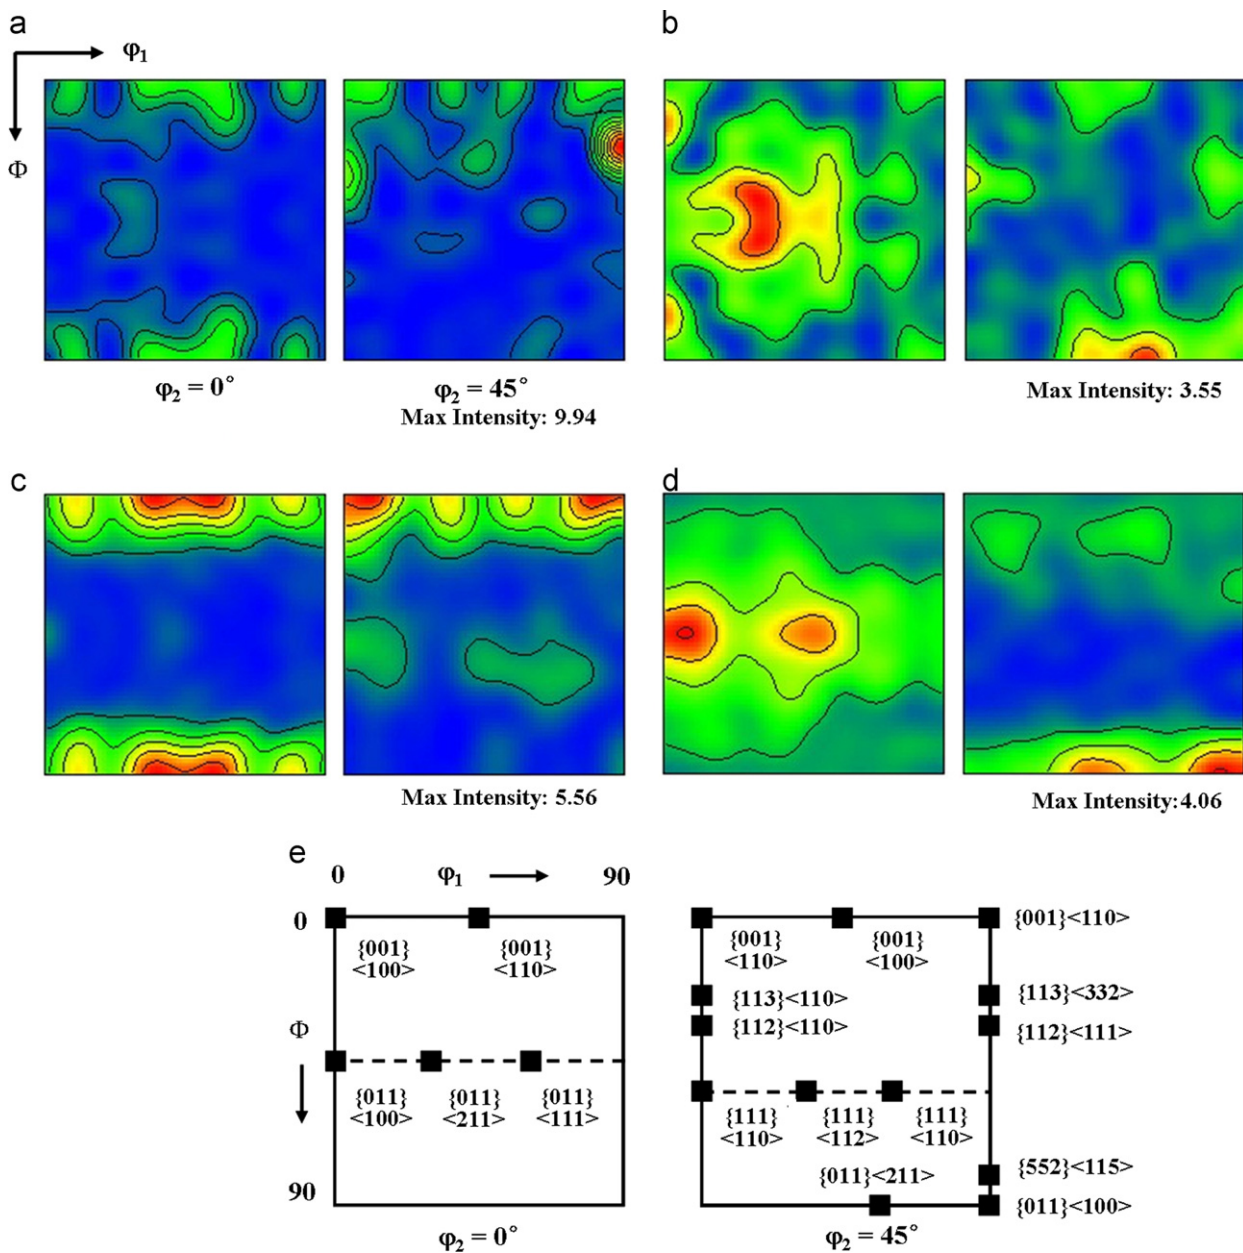 a
b
φ₁
Φ
φ₂ = 0°
φ₂ = 45°
Max Intensity: 9.94
Max Intensity: 3.55
c
d
Max Intensity: 5.56
Max Intensity:4.06
e
0
φ₁
90
0
Φ
90
{001}
<100>
{001}
<110>
{011}
<100>
{011}
<211>
{011}
<111>
φ₂ = 0°
{001}
<110>
{001}
<100>
{001}<110>
{113}<110>
{113}<332>
{112}<110>
{112}<111>
{111}
<110>
{111}
<112>
{111}
<110>
{011}<211>
{552}<115>
{011}<100>
φ₂ = 45°